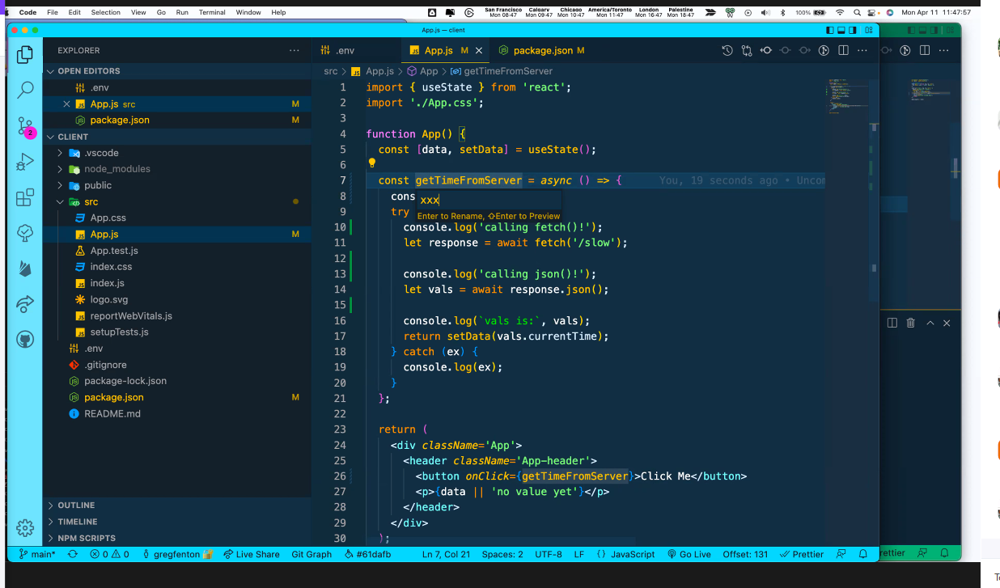 Code File Edit Selection View Go Run Terminal Window Help
San Francisco Calgary Chicago America/Toronto London Palestine
Mon 08:47 Mon 09:47 Mon 10:47 Mon 11:47 Mon 16:47 Mon 18:47
100% Mon Apr 11 11:47:57
App.js — client
EXPLORER
OPEN EDITORS
.env
App.js src M
package.json M
CLIENT
.vscode
node_modules
public
src
App.css
App.js M
App.test.js
index.css
index.js
logo.svg
reportWebVitals.js
setupTests.js
.env
.gitignore
package-lock.json
package.json M
README.md
OUTLINE
TIMELINE
NPM SCRIPTS
2
.env
App.js M
package.json M
src > App.js > App > getTimeFromServer
1 import { useState } from 'react';
2 import './App.css';
3
4 function App() {
5 const [data, setData] = useState();
6
7 const getTimeFromServer = async () => { You, 19 seconds ago • Uncom
8 cons
xxx
Enter to Rename, ⇧Enter to Preview
9 try
10 console.log('calling fetch()!');
11 let response = await fetch('/slow');
12
13 console.log('calling json()!');
14 let vals = await response.json();
15
16 console.log(`vals is:`, vals);
17 return setData(vals.currentTime);
18 } catch (ex) {
19 console.log(ex);
20 }
21 };
22
23 return (
24 <div className='App'>
25 <header className='App-header'>
26 <button onClick={getTimeFromServer}>Click Me</button>
27 <p>{data || 'no value yet'}</p>
28 </header>
29 </div>
30 );
main* 0 0 gregfenton Live Share Git Graph #61dafb Ln 7, Col 21 Spaces: 2 UTF-8 LF {} JavaScript Go Live Offset: 131 Prettier
rettier